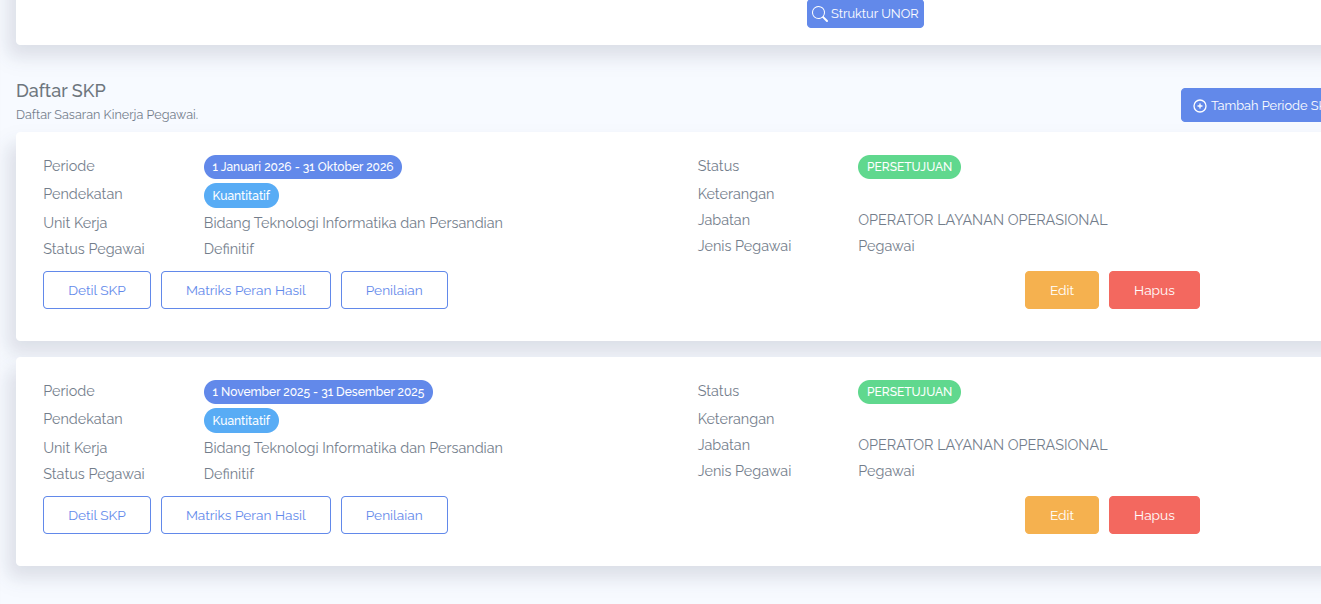 Struktur UNOR
Daftar SKP
Daftar Sasaran Kinerja Pegawai.
Tambah Periode
Periode 1 Januari 2026 - 31 Oktober 2026 Status PERSETUJUAN
Pendekatan Kuantitatif Keterangan
Unit Kerja Bidang Teknologi Informatika dan Persandian Jabatan OPERATOR LAYANAN OPERASIONAL
Status Pegawai Definitif Jenis Pegawai Pegawai
Detil SKP Matriks Peran Hasil Penilaian Edit Hapus
Periode 1 November 2025 - 31 Desember 2025 Status PERSETUJUAN
Pendekatan Kuantitatif Keterangan
Unit Kerja Bidang Teknologi Informatika dan Persandian Jabatan OPERATOR LAYANAN OPERASIONAL
Status Pegawai Definitif Jenis Pegawai Pegawai
Detil SKP Matriks Peran Hasil Penilaian Edit Hapus